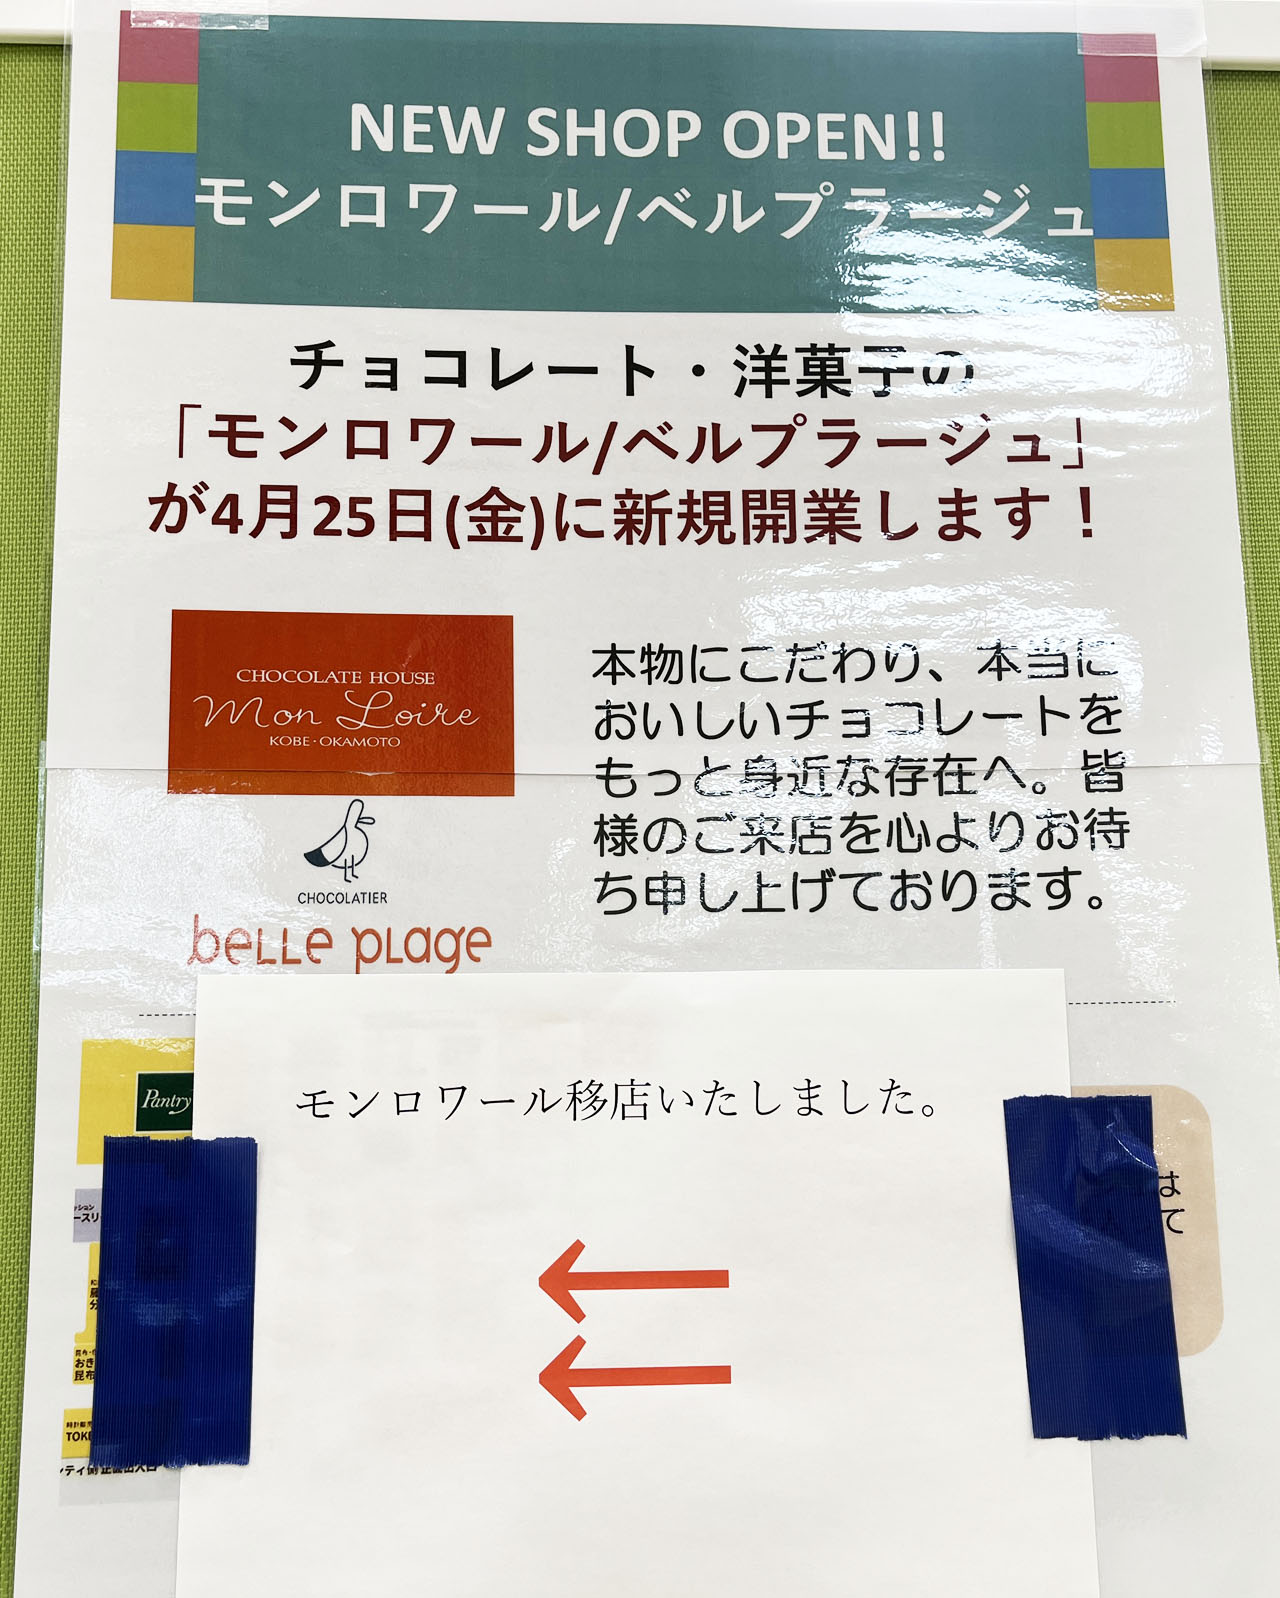 NEW SHOP OPEN!!
モンロワール/ベルプラージュ
チョコレート・洋菓子の
「モンロワール/ベルプラージュ」
が4月25日(金)に新規開業します！
CHOCOLATE HOUSE
Mon Loire
KOBE・OKAMOTO
本物にこだわり、本当に
おいしいチョコレートを
もっと身近な存在へ。皆
様のご来店を心よりお待
ち申し上げております。
CHOCOLATIER
belle plage
モンロワール移店いたしました。
Pantry
は
て
おき
昆布